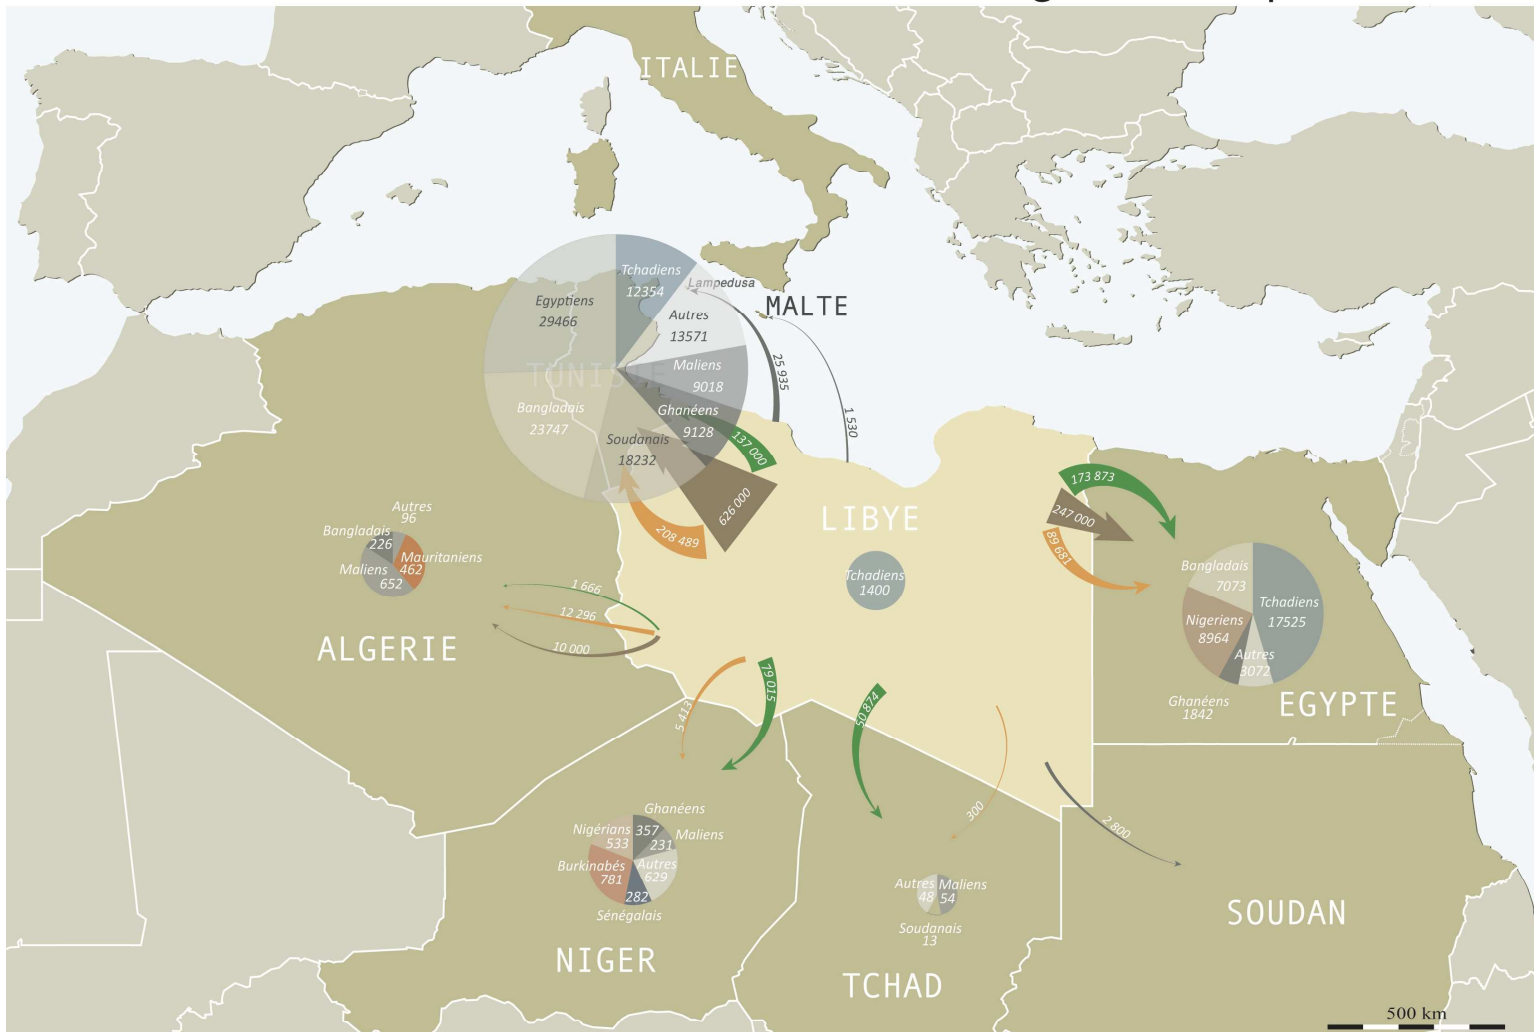 ITALIE
Tchadiens
12354
Lampedusa
Egyptiens
29466
Autres
13571
MALTE
TUNISIE
Maliens
9018
25 935
Bangladais
23747
Ghanéens
9128
1 530
Soudanais
18232
137 000
626 000
208 489
LIBYE
173 873
247 000
89 681
Autres
96
Bangladais
226
Mauritaniens
462
Maliens
652
Tchadiens
1400
Bangladais
7073
Tchadiens
17525
Nigeriens
8964
Autres
3072
Ghanéens
1842
EGYPTE
1 666
12 296
10 000
ALGERIE
5 413
79 015
50 874
300
2 800
Ghanéens
357
Nigérians
533
Maliens
231
Burkinabés
781
Autres
629
282
Sénégalais
NIGER
Autres
48
Maliens
54
Soudanais
13
TCHAD
SOUDAN
500 km